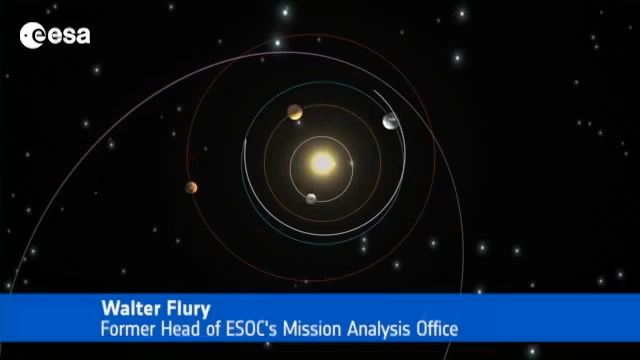 esa
Walter Flury
Former Head of ESOC's Mission Analysis Office